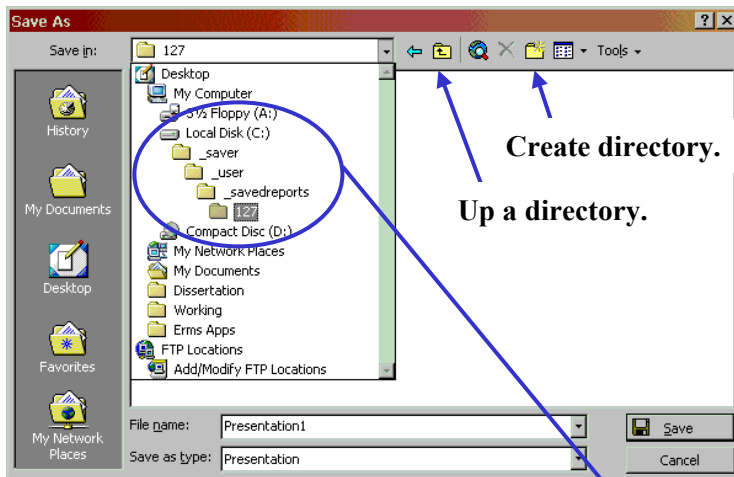 Save As
Save in:
127
Tools
Desktop
My Computer
3½ Floppy (A:)
Local Disk (C:)
_saver
_user
_savedreports
127
Compact Disc (D:)
My Network Places
My Documents
Dissertation
Working
Erms Apps
FTP Locations
Add/Modify FTP Locations
History
My Documents
Desktop
Favorites
My Network
Places
Create directory.
Up a directory.
File name:
Presentation1
Save
Save as type:
Presentation
Cancel